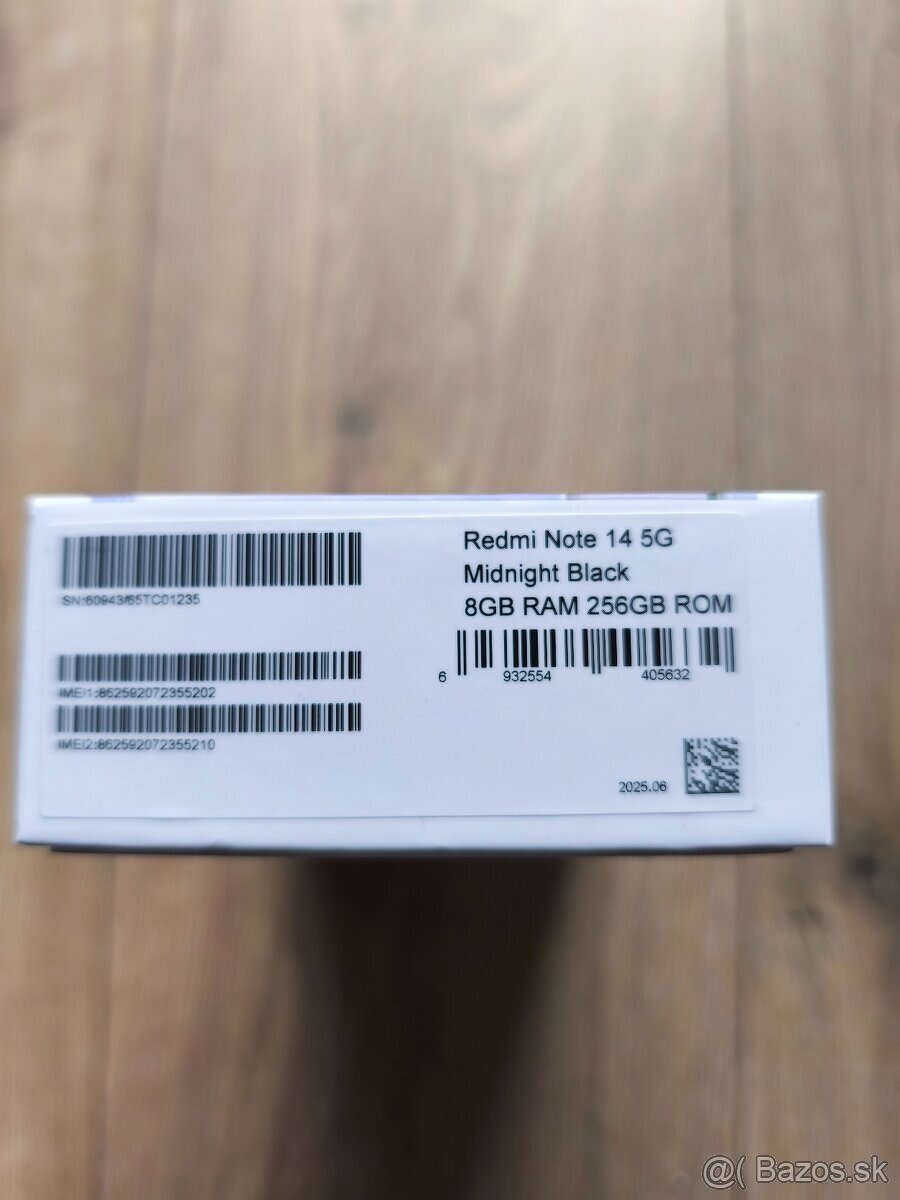 Redmi Note 14 5G
Midnight Black
8GB RAM 256GB ROM
SN:60943/65TC01235
6 932554 405632
IMEI1:862592072355202
IMEI2:862592072355210
2025.06
@( Bazos.sk